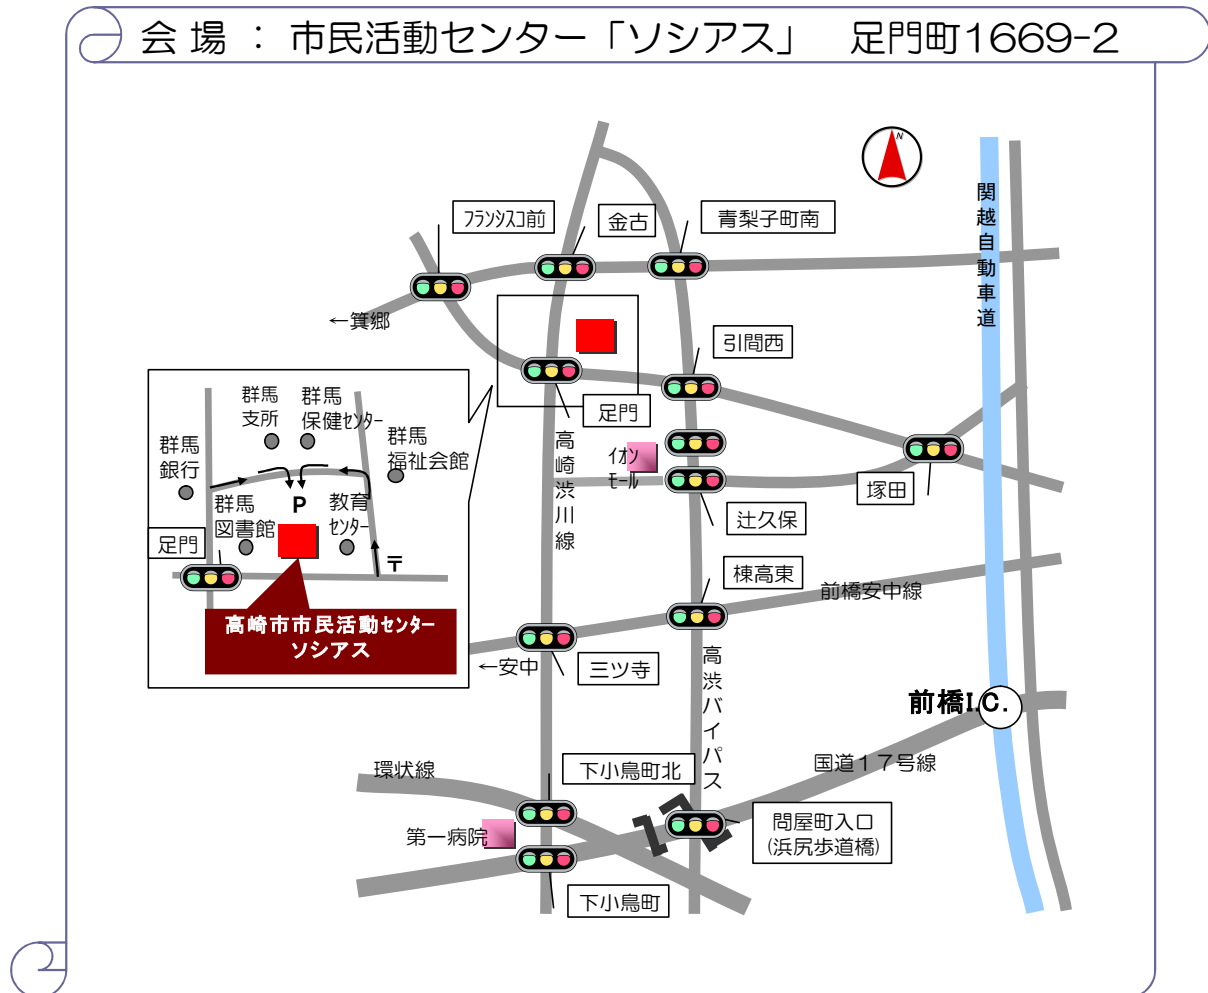 会 場 ： 市民活動センター「ソシアス」　足門町1669-2
N
関越自動車道
ﾌﾗﾝｼｽｺ前
金古
青梨子町南
←箕郷
引間西
足門
高崎渋川線
ｲｵﾝ
ﾓｰﾙ
塚田
辻久保
棟高東
前橋安中線
←安中
三ツ寺
高渋バイパス
前橋I.C.
国道１７号線
環状線
下小鳥町北
第一病院
問屋町入口
(浜尻歩道橋)
下小鳥町
群馬
支所
群馬
保健ｾﾝﾀｰ
群馬
銀行
群馬
福祉会館
P
群馬
図書館
教育
ｾﾝﾀｰ
足門
〒
高崎市市民活動ｾﾝﾀｰ
ソシアス